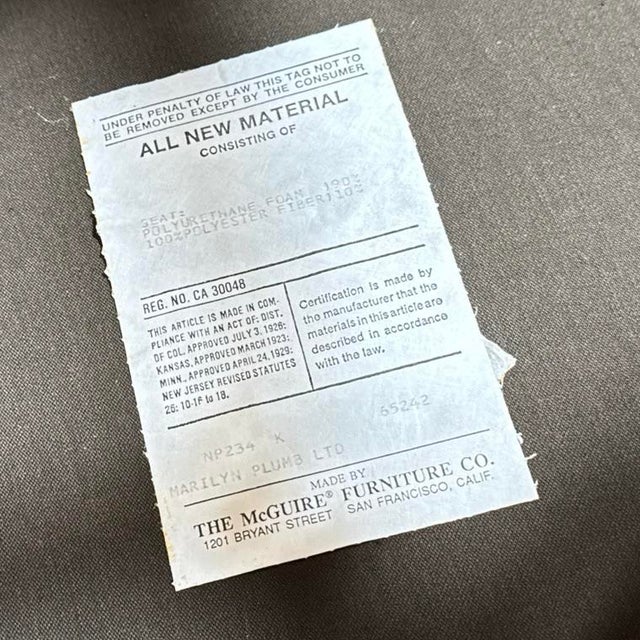 UNDER PENALTY OF LAW THIS TAG NOT TO
BE REMOVED EXCEPT BY THE CONSUMER
ALL NEW MATERIAL
CONSISTING OF
SEAT:
POLYURETHANE FOAM 190%
100%POLYESTER FIBER110%
REG. NO. CA 30048
THIS ARTICLE IS MADE IN COM-
PLIANCE WITH AN ACT OF: DIST.
OF COL. APPROVED JULY 3, 1926:
KANSAS, APPROVED MARCH 1923;
MINN., APPROVED APRIL 24, 1929;
NEW JERSEY REVISED STATUTES
26: 10-1F to 18.
Certification is made by
the manufacturer that the
materials in this article are
described in accordance
with the law.
NP234 K 65242
MARILYN PLUMB LTD
MADE BY
THE McGUIRE® FURNITURE CO.
1201 BRYANT STREET SAN FRANCISCO, CALIF.